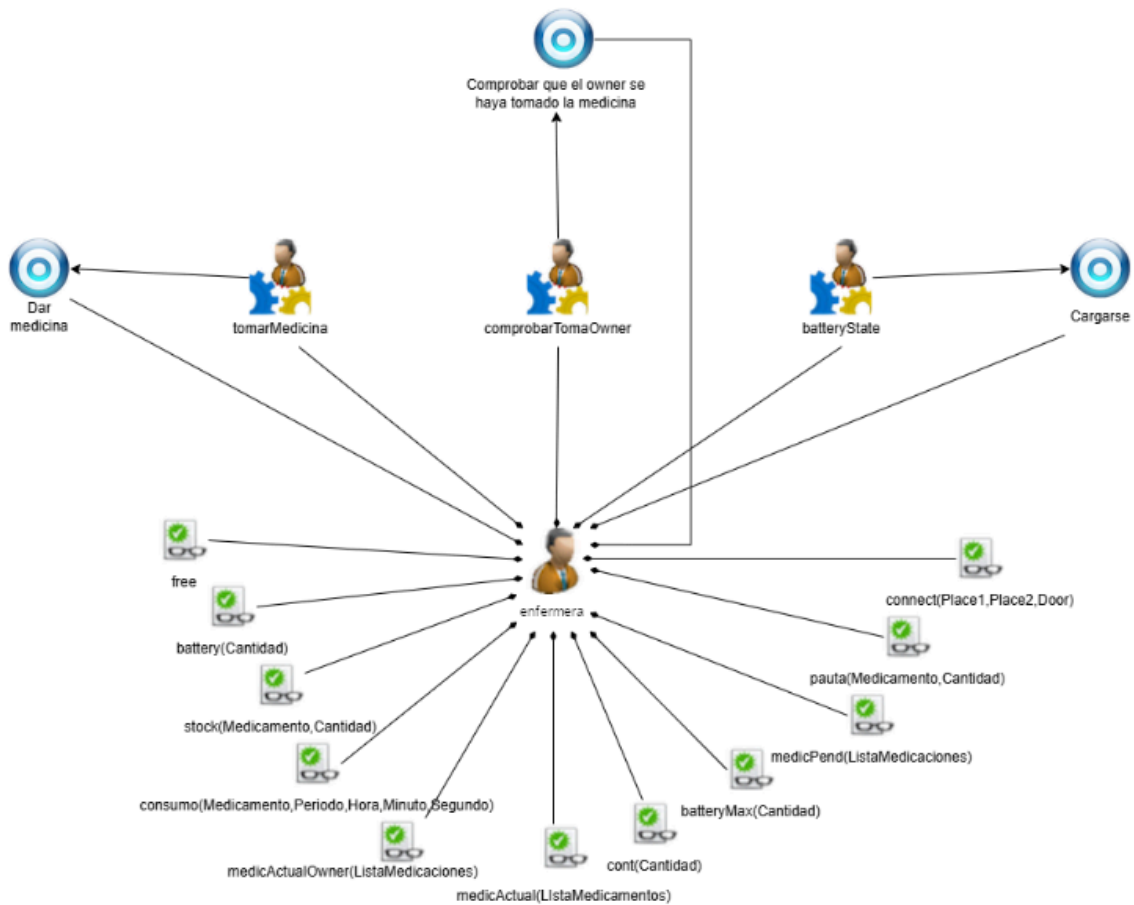 Comprobar que el owner se
haya tomado la medicina
Dar
medicina
tomarMedicina
comprobarTomaOwner
batteryState
Cargarse
free
enfermera
connect(Place1,Place2,Door)
battery(Cantidad)
pauta(Medicamento,Cantidad)
stock(Medicamento,Cantidad)
medicPend(ListaMedicaciones)
consumo(Medicamento,Periodo,Hora,Minuto,Segundo)
batteryMax(Cantidad)
medicActualOwner(ListaMedicaciones)
cont(Cantidad)
medicActual(LIstaMedicamentos)